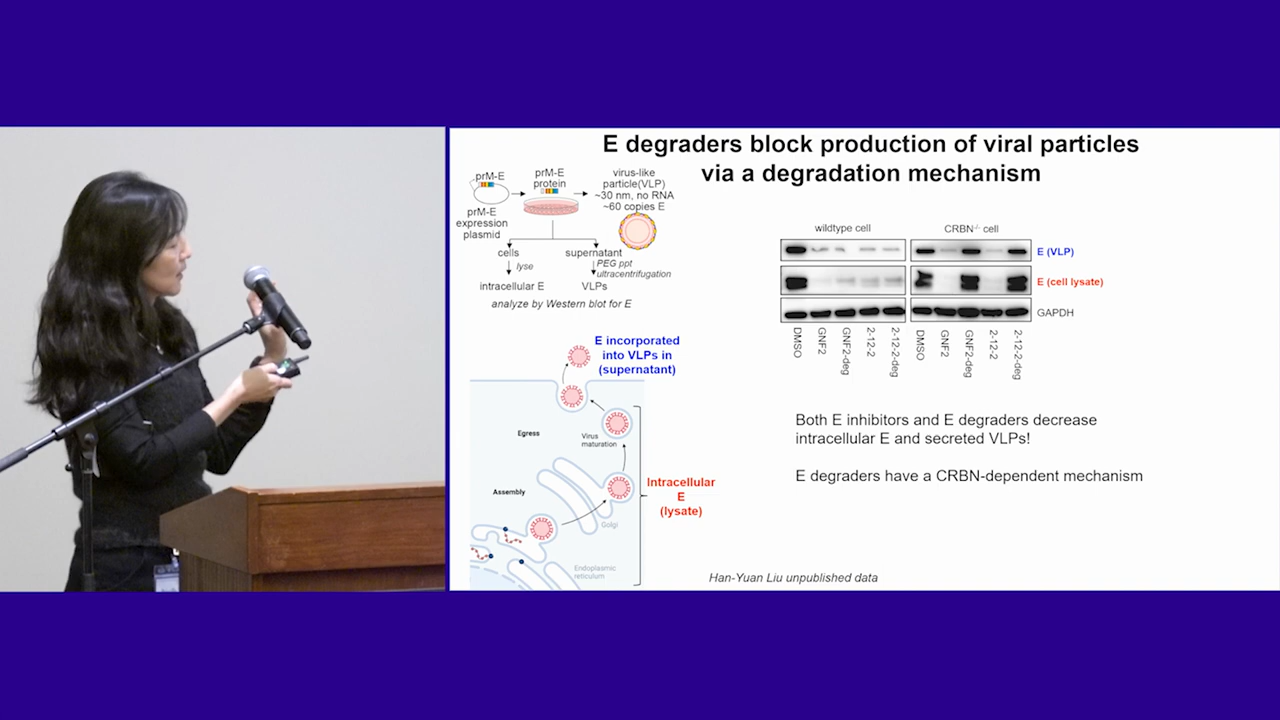 E degraders block production of viral particles
via a degradation mechanism
prM-E
prM-E
expression
plasmid
prM-E
protein
virus-like
particle(VLP)
~30 nm, no RNA
~60 copies E
cells
lyse
intracellular E
supernatant
PEG ppt
ultracentrifugation
VLPs
analyze by Western blot for E
E incorporated
into VLPs in
(supernatant)
Egress
Virus
maturation
Assembly
Golgi
Endoplasmic
reticulum
Intracellular
E
(lysate)
wildtype cell
CRBN-/- cell
E (VLP)
E (cell lysate)
GAPDH
DMSO
GNF2
GNF2-deg
2-12-2
2-12-2-deg
DMSO
GNF2
GNF2-deg
2-12-2
2-12-2-deg
Both E inhibitors and E degraders decrease
intracellular E and secreted VLPs!
E degraders have a CRBN-dependent mechanism
Han-Yuan Liu unpublished data